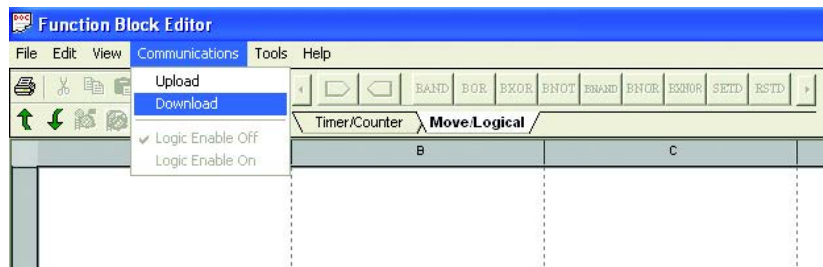 DOC Function Block Editor
File Edit View Communications Tools Help
Upload
Download
Logic Enable Off
Logic Enable On
BAND BOR BXOR BNOT BNAND BNOR BXNOR SETD RSTD
Timer/Counter Move/Logical
B C